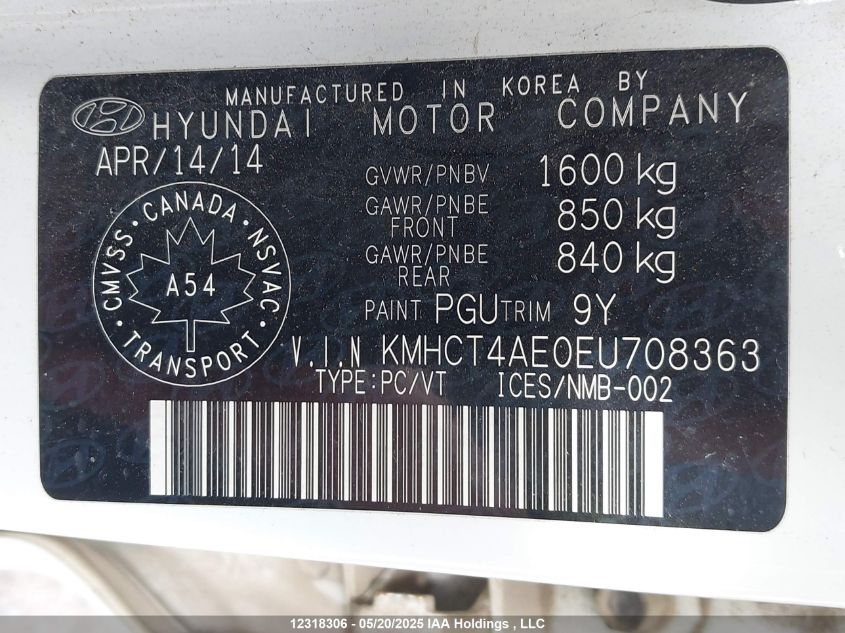 MANUFACTURED IN KOREA BY
HYUNDAI MOTOR COMPANY
APR/14/14
GVWR/PNBV 1600 kg
GAWR/PNBE FRONT 850 kg
GAWR/PNBE REAR 840 kg
CMVSS · CANADA · NSVAC · TRANSPORT ·
A54
PAINT PGU TRIM 9Y
V.I.N KMHCT4AE0EU708363
TYPE:PC/VT ICES/NMB-002
12318306 - 05/20/2025 IAA Holdings , LLC